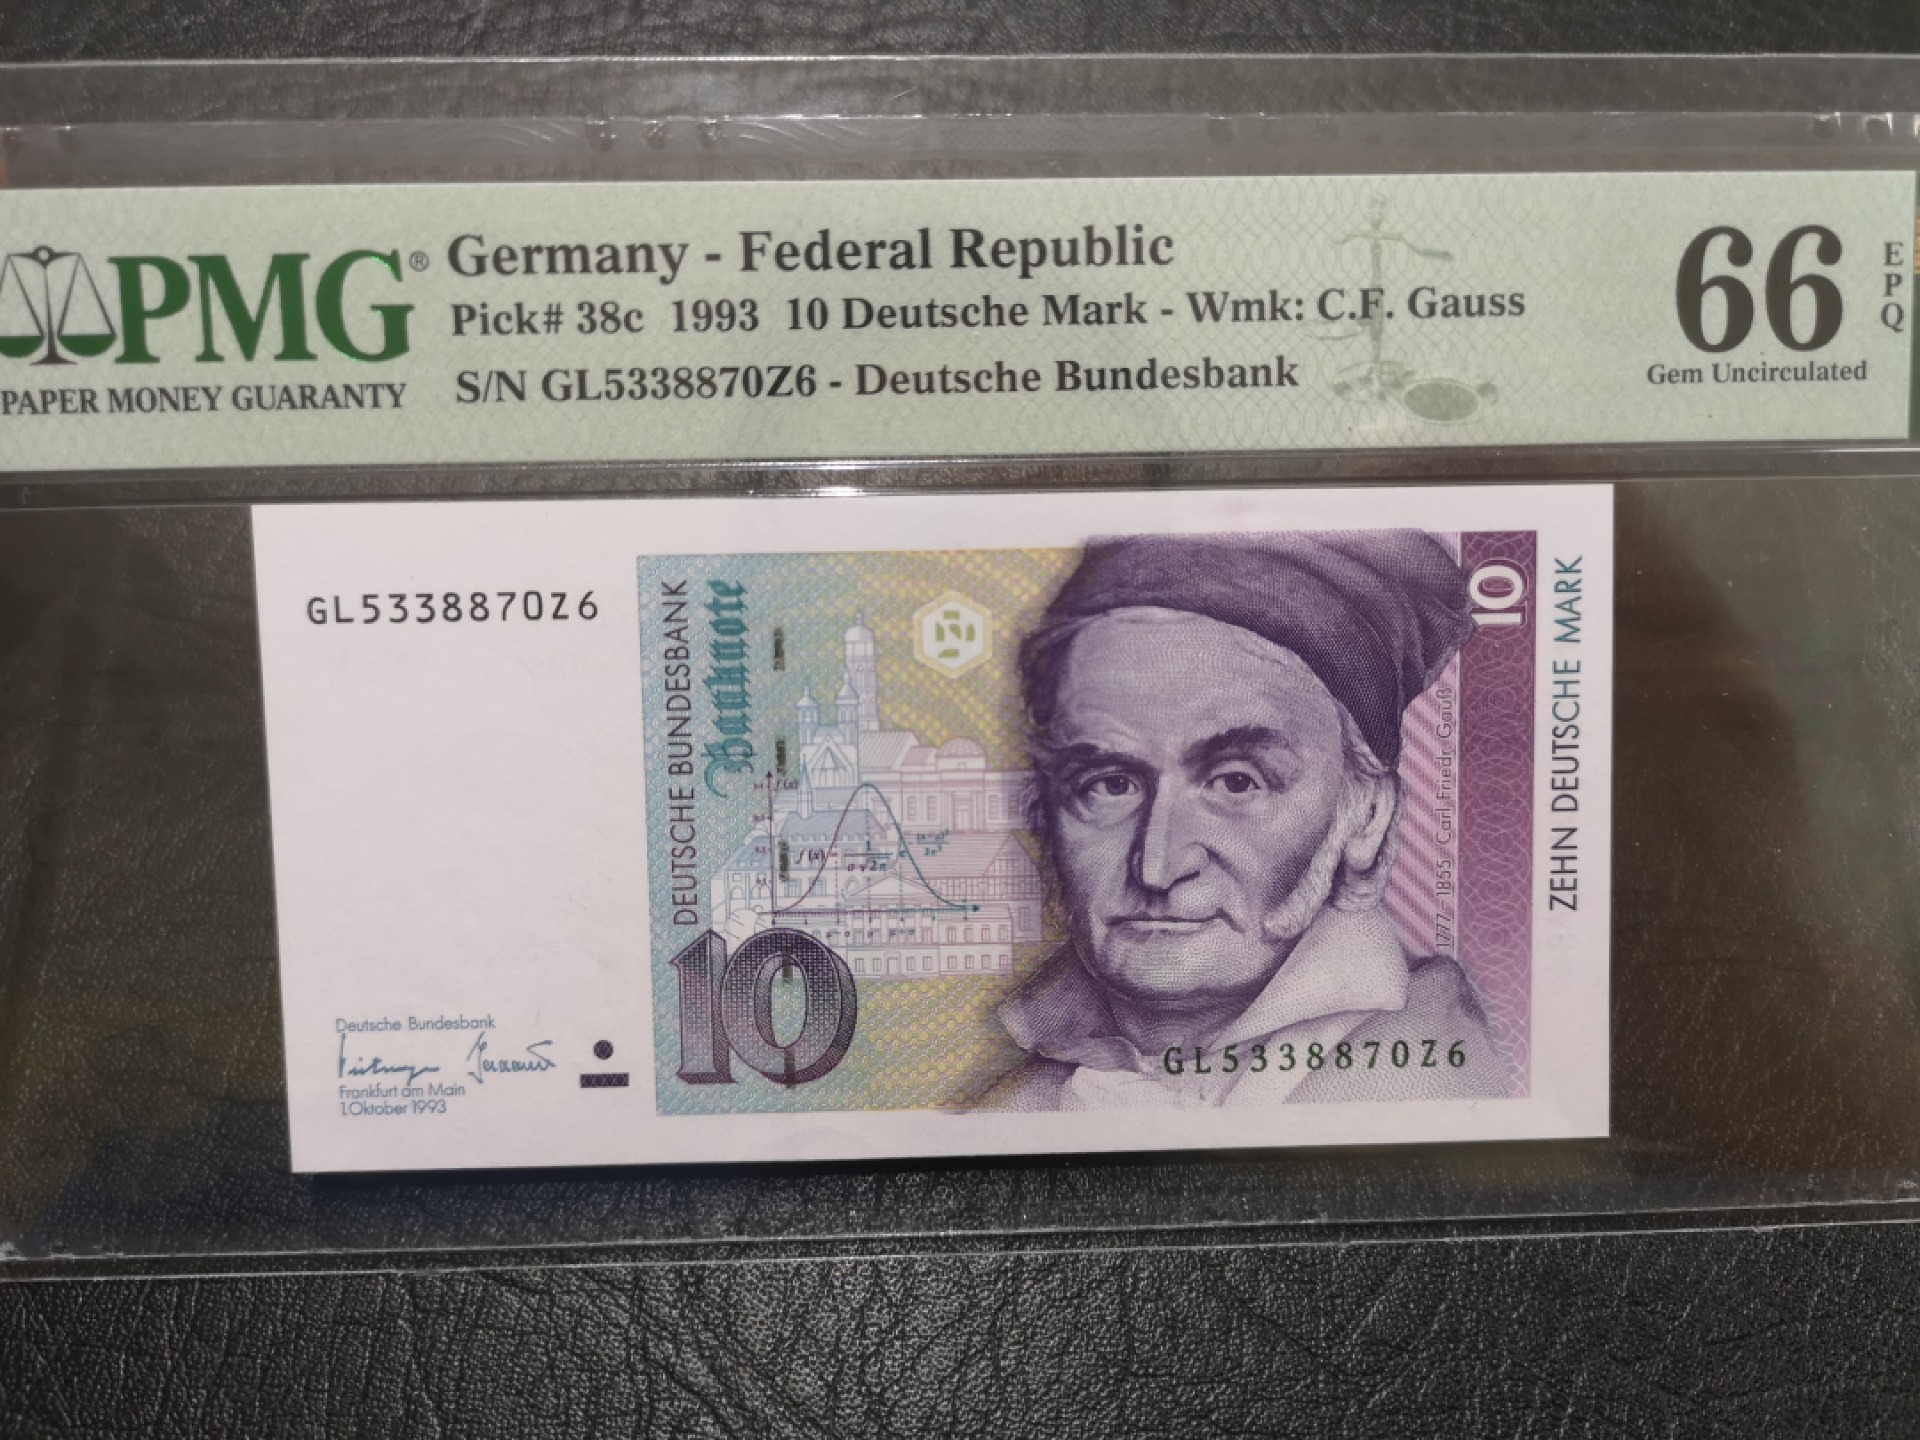 PMG®
PAPER MONEY GUARANTY
Germany - Federal Republic
Pick# 38c 1993 10 Deutsche Mark - Wmk: C.F. Gauss
S/N GL5338870Z6 - Deutsche Bundesbank
66
EPQ
Gem Uncirculated
GL5338870Z6
DEUTSCHE BUNDESBANK
Banknote
10
ZEHN DEUTSCHE MARK
1777 - 1855 Carl Friedr. Gauß
f(x)
10
Deutsche Bundesbank
Frankfurt am Main
1.Oktober 1993
GL5338870Z6